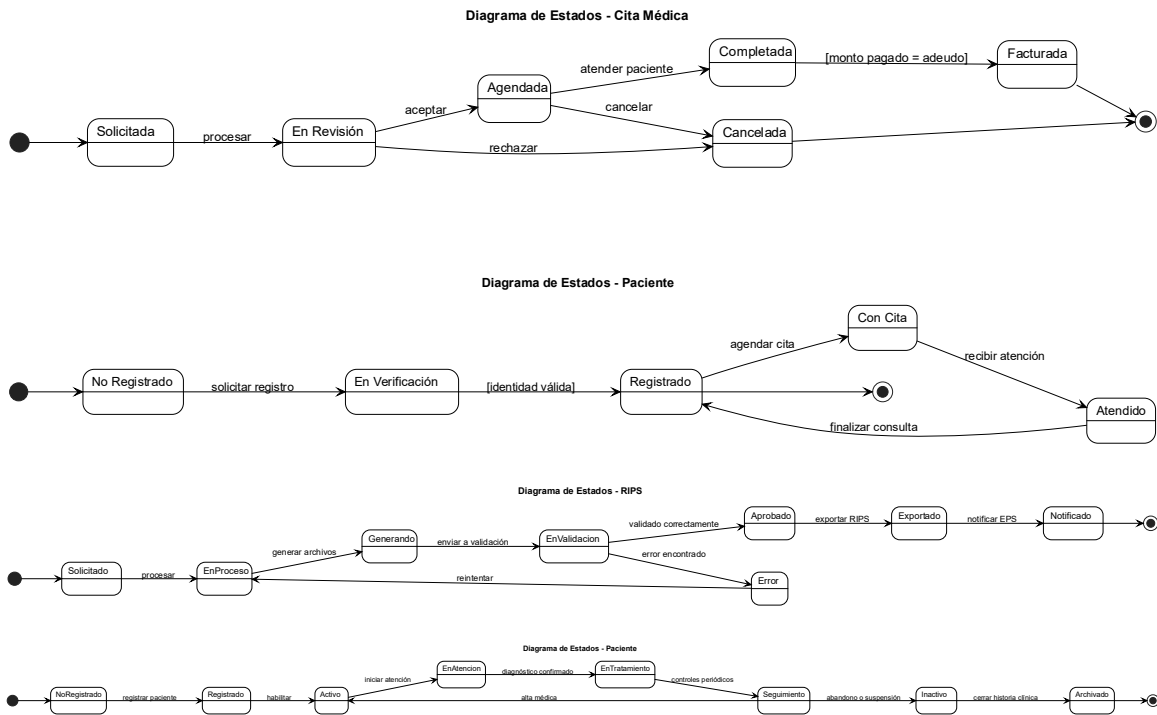 Diagrama de Estados - Cita Médica
Completada
[monto pagado = adeudo]
Facturada
atender paciente
Agendada
aceptar
cancelar
Solicitada
procesar
En Revisión
Cancelada
rechazar
Diagrama de Estados - Paciente
Con Cita
agendar cita
recibir atención
No Registrado
solicitar registro
En Verificación
[identidad válida]
Registrado
Atendido
finalizar consulta
Diagrama de Estados - RIPS
Aprobado
exportar RIPS
Exportado
notificar EPS
Notificado
validado correctamente
Generando
enviar a validación
EnValidacion
generar archivos
error encontrado
Solicitado
procesar
EnProceso
reintentar
Error
Diagrama de Estados - Paciente
EnAtencion
diagnóstico confirmado
EnTratamiento
iniciar atención
controles periódicos
NoRegistrado
registrar paciente
Registrado
habilitar
Activo
alta médica
Seguimiento
abandono o suspensión
Inactivo
cerrar historia clínica
Archivado